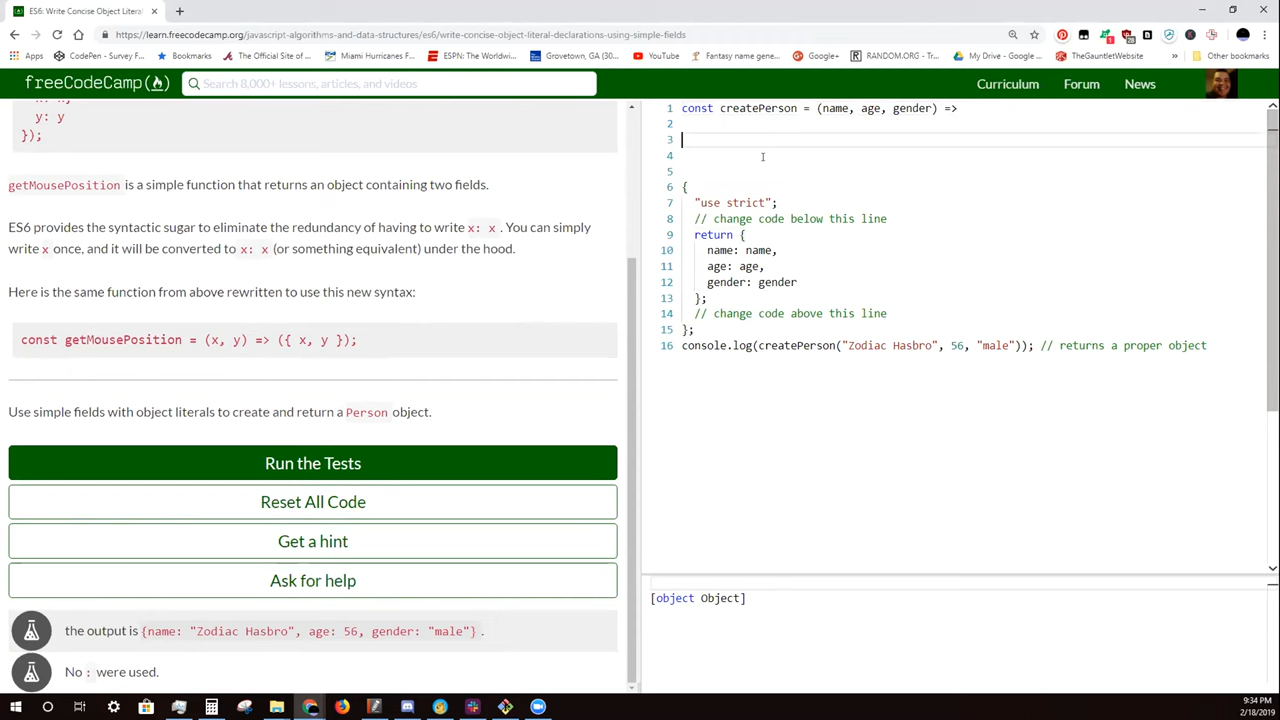 ES6: Write Concise Object Litera
https://learn.freecodecamp.org/javascript-algorithms-and-data-structures/es6/write-concise-object-literal-declarations-using-simple-fields
Apps
CodePen - Survey F
Bookmarks
The Official Site of
Miami Hurricanes F
ESPN: The Worldwi
Grovetown, GA (30
YouTube
Fantasy name gene
Google+
RANDOM.ORG - Tr
My Drive - Google
TheGauntletWebsite
Other bookmarks
freeCodeCamp
Search 8,000+ lessons, articles, and videos
Curriculum
Forum
News
y: y
});
getMousePosition is a simple function that returns an object containing two fields.
ES6 provides the syntactic sugar to eliminate the redundancy of having to write x: x . You can simply
write x once, and it will be converted to x: x (or something equivalent) under the hood.
Here is the same function from above rewritten to use this new syntax:
const getMousePosition = (x, y) => ({ x, y });
Use simple fields with object literals to create and return a Person object.
Run the Tests
Reset All Code
Get a hint
Ask for help
the output is {name: "Zodiac Hasbro", age: 56, gender: "male"} .
No : were used.
1 const createPerson = (name, age, gender) =>
2
3
4
5
6 {
7 "use strict";
8 // change code below this line
9 return {
10 name: name,
11 age: age,
12 gender: gender
13 };
14 // change code above this line
15 };
16 console.log(createPerson("Zodiac Hasbro", 56, "male")); // returns a proper object
[object Object]
9:34 PM
2/18/2019